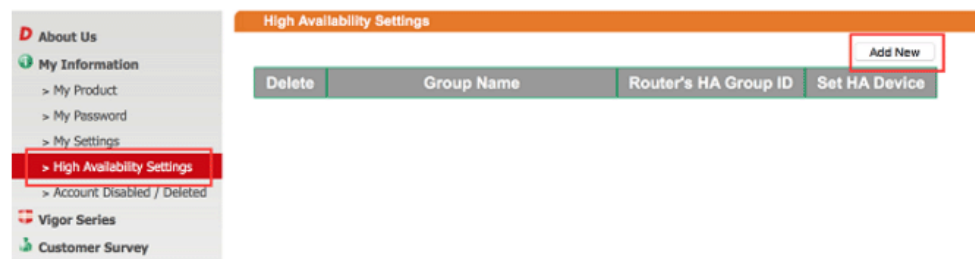 About Us
My Information
> My Product
> My Password
> My Settings
> High Availability Settings
> Account Disabled / Deleted
Vigor Series
Customer Survey
High Availability Settings
Add New
Delete Group Name Router's HA Group ID Set HA Device